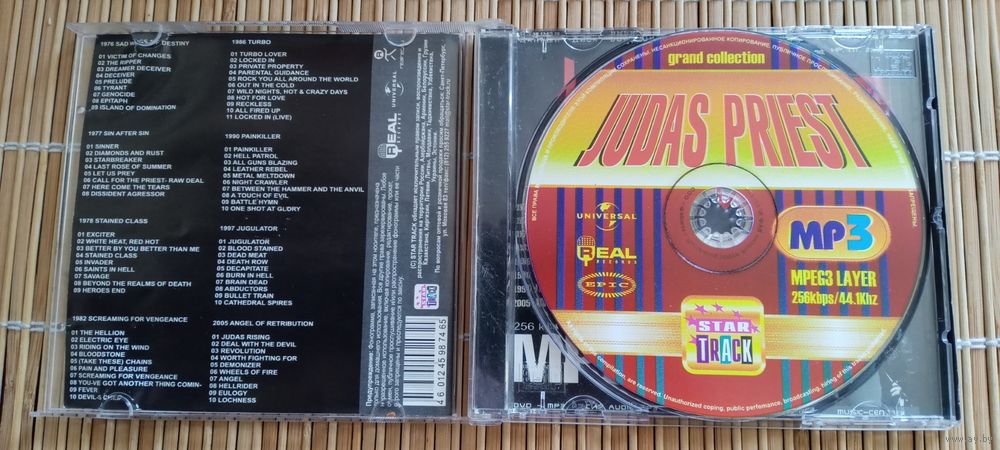 1976 SAD WINGS OF DESTINY
01 VICTIM OF CHANGES
02 THE RIPPER
03 DREAMER DECEIVER
04 DECEIVER
05 PRELUDE
06 TYRANT
07 GENOCIDE
08 EPITAPH
09 ISLAND OF DOMINATION
1977 SIN AFTER SIN
01 SINNER
02 DIAMONDS AND RUST
03 STARBREAKER
04 LAST ROSE OF SUMMER
05 LET US PREY
06 CALL FOR THE PRIEST- RAW DEAL
07 HERE COME THE TEARS
08 DISSIDENT AGRESSOR
1978 STAINED CLASS
01 EXCITER
02 WHITE HEAT, RED HOT
03 BETTER BY YOU BETTER THAN ME
04 STAINED CLASS
05 INVADER
06 SAINTS IN HELL
07 SAVAGE
08 BEYOND THE REALMS OF DEATH
09 HEROES END
1982 SCREAMING FOR VENGEANCE
01 THE HELLION
02 ELECTRIC EYE
03 RIDING ON THE WIND
04 BLOODSTONE
05 (TAKE THESE) CHAINS
06 PAIN AND PLEASURE
07 SCREAMING FOR VENGEANCE
08 YOU-VE GOT ANOTHER THING COMIN-
09 FEVER
10 DEVIL-S CHILD
1986 TURBO
01 TURBO LOVER
02 LOCKED IN
03 PRIVATE PROPERTY
04 PARENTAL GUIDANCE
05 ROCK YOU ALL AROUND THE WORLD
06 OUT IN THE COLD
07 WILD NIGHTS, HOT & CRAZY DAYS
08 HOT FOR LOVE
09 RECKLESS
10 ALL FIRED UP
11 LOCKED IN (LIVE)
1990 PAINKILLER
01 PAINKILLER
02 HELL PATROL
03 ALL GUNS BLAZING
04 LEATHER REBEL
05 METAL MELTDOWN
06 NIGHT CRAWLER
07 BETWEEN THE HAMMER AND THE ANVIL
08 A TOUCH OF EVIL
09 BATTLE HYMN
10 ONE SHOT AT GLORY
1997 JUGULATOR
01 JUGULATOR
02 BLOOD STAINED
03 DEAD MEAT
04 DEATH ROW
05 DECAPITATE
06 BURN IN HELL
07 BRAIN DEAD
08 ABDUCTORS
09 BULLET TRAIN
10 CATHEDRAL SPIRES
2005 ANGEL OF RETRIBUTION
01 JUDAS RISING
02 DEAL WITH THE DEVIL
03 REVOLUTION
04 WORTH FIGHTING FOR
05 DEMONIZER
06 WHEELS OF FIRE
07 ANGEL
08 HELLRIDER
09 EULOGY
10 LOCHNESS
UNIVERSAL
REAL
RECORDS
STAR
TRACK
4 601245 987465
grand collection
JUDAS PRIEST
UNIVERSAL
REAL
RECORDS
EPIC
MP3
MPEG3 LAYER
256kbps/44.1Khz
STAR
TRACK
www.ay.by